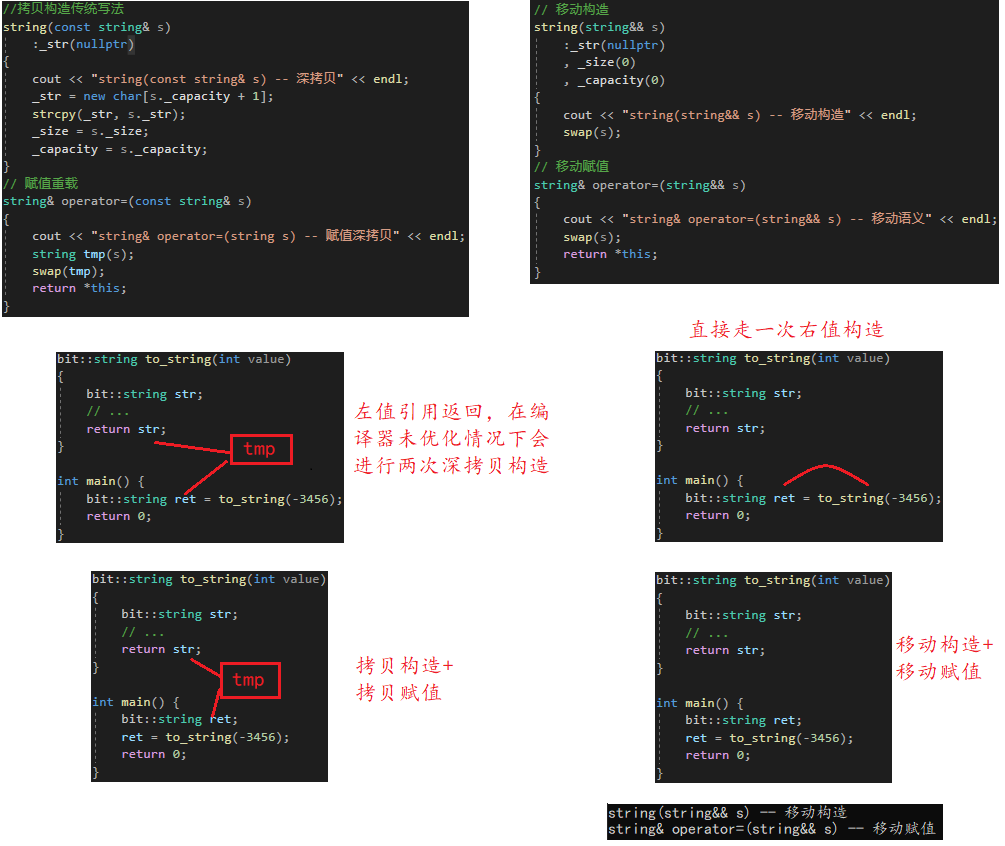 //拷贝构造传统写法
string(const string& s)
:_str(nullptr)
{
cout << "string(const string& s) -- 深拷贝" << endl;
_str = new char[s._capacity + 1];
strcpy(_str, s._str);
_size = s._size;
_capacity = s._capacity;
}
// 赋值重载
string& operator=(const string& s)
{
cout << "string& operator=(string s) -- 赋值深拷贝" << endl;
string tmp(s);
swap(tmp);
return *this;
}
// 移动构造
string(string&& s)
:_str(nullptr)
, _size(0)
, _capacity(0)
{
cout << "string(string&& s) -- 移动构造" << endl;
swap(s);
}
// 移动赋值
string& operator=(string&& s)
{
cout << "string& operator=(string&& s) -- 移动语义" << endl;
swap(s);
return *this;
}
bit::string to_string(int value)
{
bit::string str;
// ...
return str;
}
int main() {
bit::string ret = to_string(-3456);
return 0;
}
tmp
左值引用返回，在编
译器未优化情况下会
进行两次深拷贝构造
直接走一次右值构造
bit::string to_string(int value)
{
bit::string str;
// ...
return str;
}
int main() {
bit::string ret = to_string(-3456);
return 0;
}
bit::string to_string(int value)
{
bit::string str;
// ...
return str;
}
int main() {
bit::string ret;
ret = to_string(-3456);
return 0;
}
tmp
拷贝构造+
拷贝赋值
bit::string to_string(int value)
{
bit::string str;
// ...
return str;
}
int main() {
bit::string ret;
ret = to_string(-3456);
return 0;
}
移动构造+
移动赋值
string(string&& s) -- 移动构造
string& operator=(string&& s) -- 移动赋值